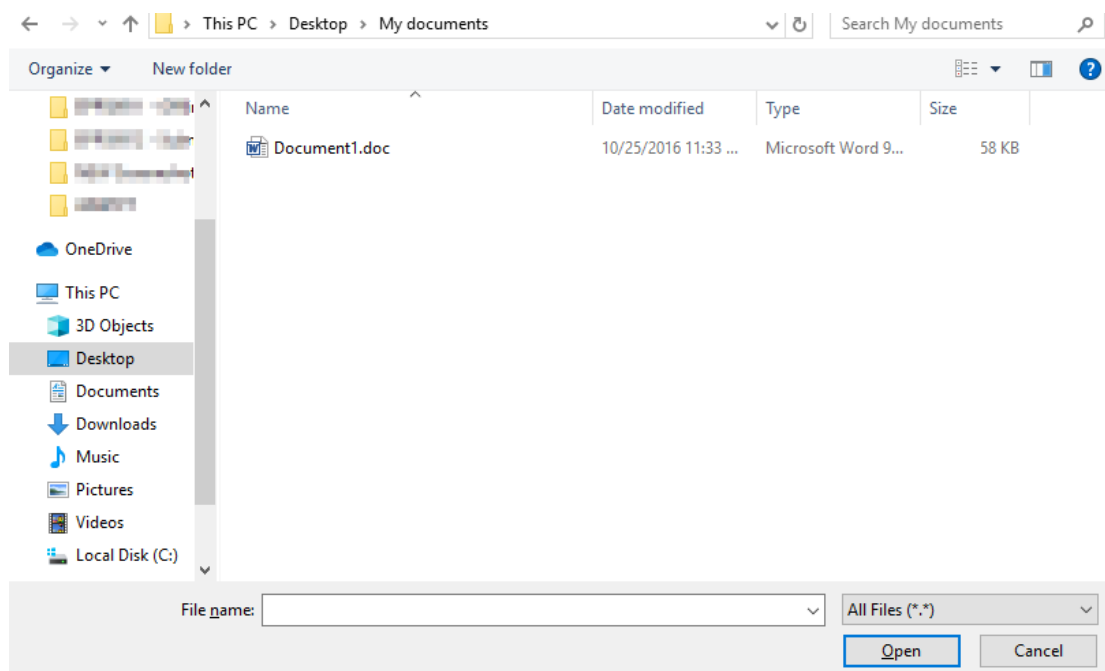 This PC > Desktop > My documents
Search My documents
Organize
New folder
Name
Date modified
Type
Size
Document1.doc
10/25/2016 11:33 ...
Microsoft Word 9...
58 KB
OneDrive
This PC
3D Objects
Desktop
Documents
Downloads
Music
Pictures
Videos
Local Disk (C:)
File name:
All Files (*.*)
Open
Cancel